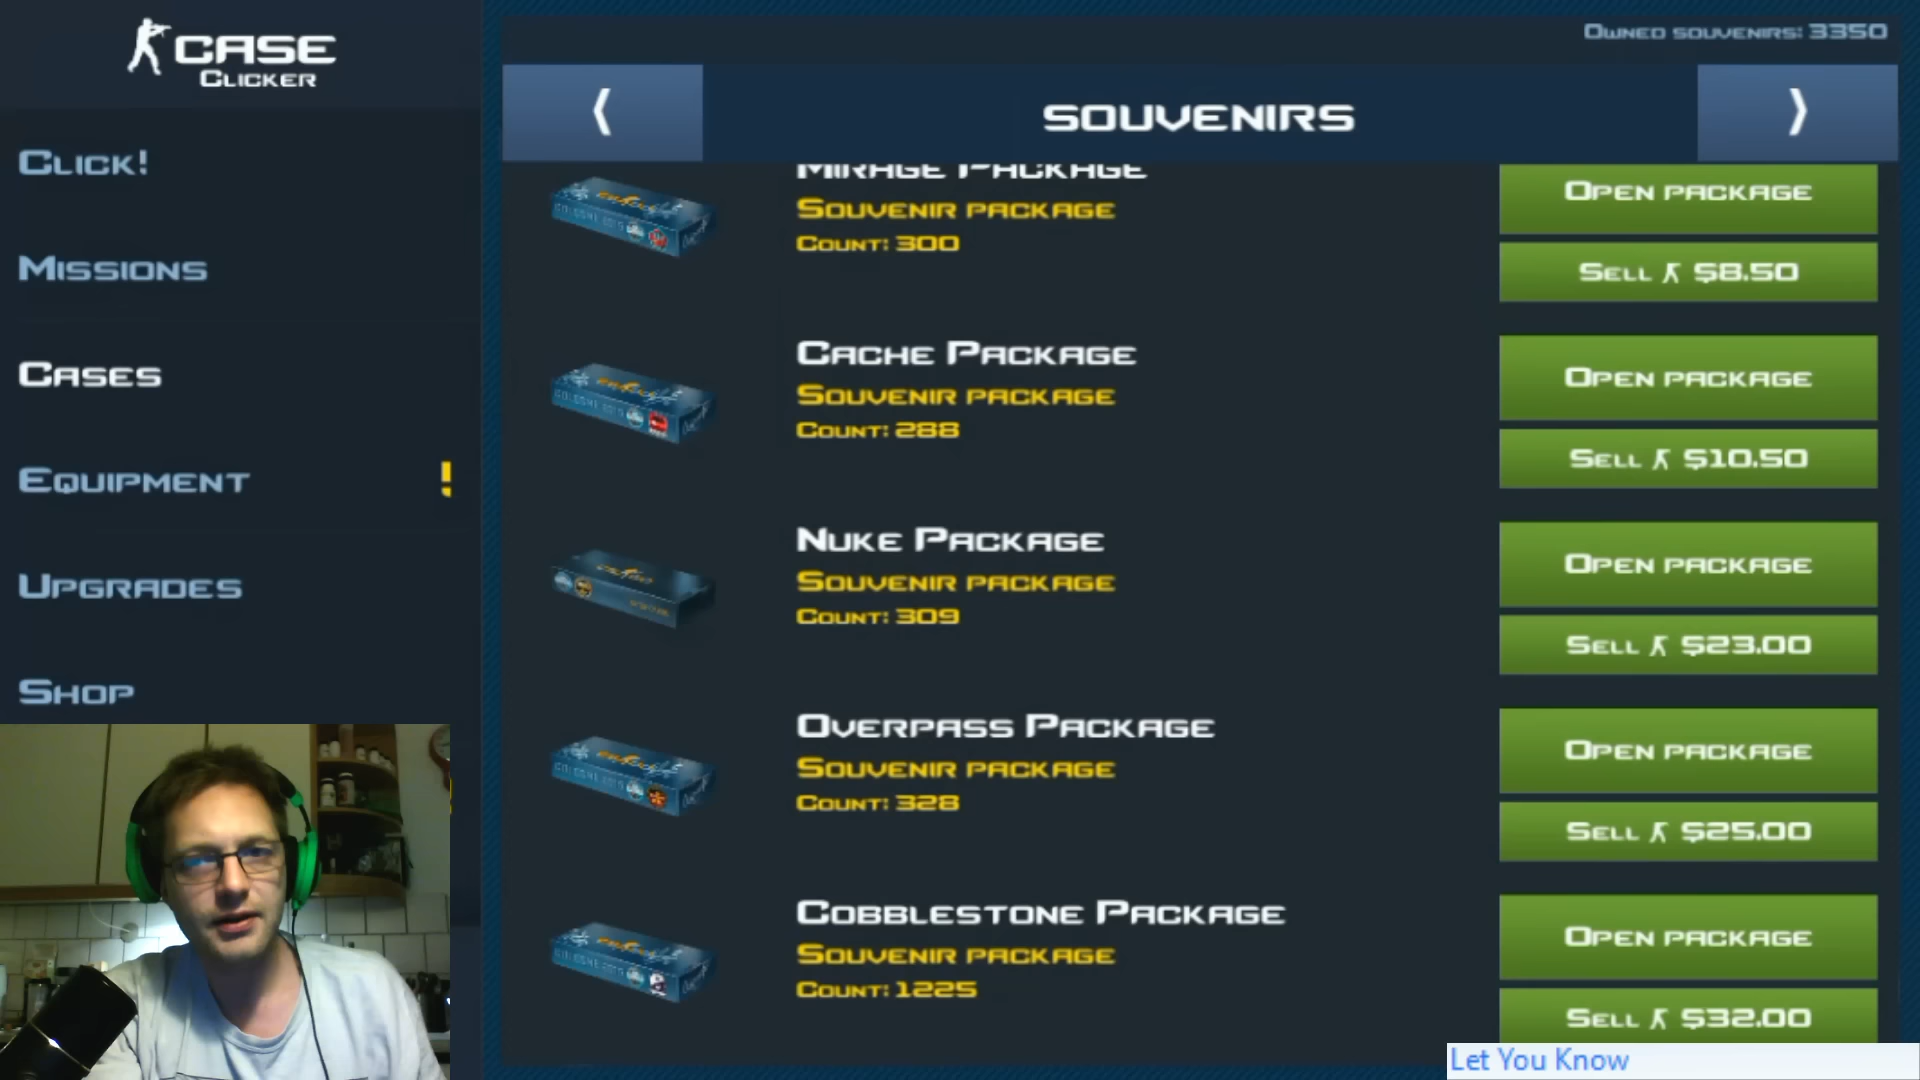 CASE
CLICKER
CLICK!
MISSIONS
CASES
EQUIPMENT !
UPGRADES
SHOP
OWNED SOUVENIRS: 3350
SOUVENIRS
MIRAGE PACKAGE
SOUVENIR PACKAGE
COUNT: 300
OPEN PACKAGE
SELL $8.50
CACHE PACKAGE
SOUVENIR PACKAGE
COUNT: 288
OPEN PACKAGE
SELL $10.50
NUKE PACKAGE
SOUVENIR PACKAGE
COUNT: 309
OPEN PACKAGE
SELL $23.00
OVERPASS PACKAGE
SOUVENIR PACKAGE
COUNT: 328
OPEN PACKAGE
SELL $25.00
COBBLESTONE PACKAGE
SOUVENIR PACKAGE
COUNT: 1225
OPEN PACKAGE
SELL $32.00
Let You Know